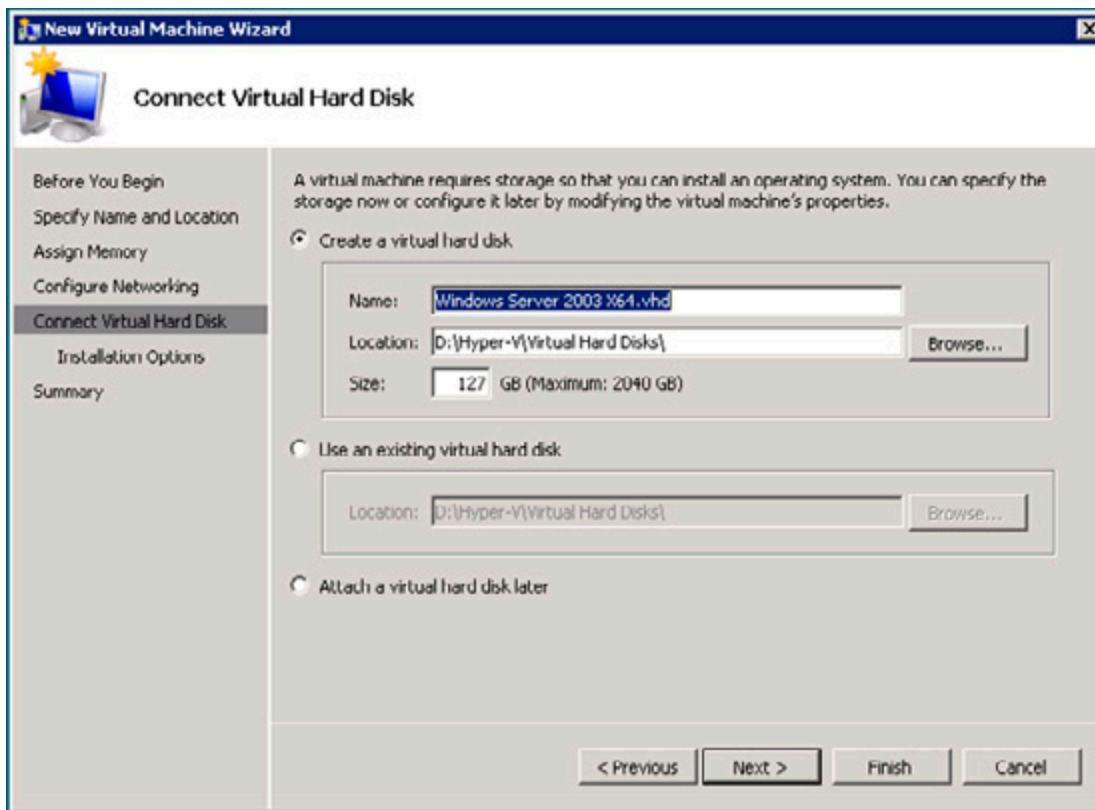 New Virtual Machine Wizard
Connect Virtual Hard Disk
Before You Begin
Specify Name and Location
Assign Memory
Configure Networking
Connect Virtual Hard Disk
Installation Options
Summary
A virtual machine requires storage so that you can install an operating system. You can specify the
storage now or configure it later by modifying the virtual machine's properties.
Create a virtual hard disk
Name: Windows Server 2003 X64.vhd
Location: D:\Hyper-V\Virtual Hard Disks\ Browse...
Size: 127 GB (Maximum: 2040 GB)
Use an existing virtual hard disk
Location: D:\Hyper-V\Virtual Hard Disks\ Browse...
Attach a virtual hard disk later
< Previous Next > Finish Cancel